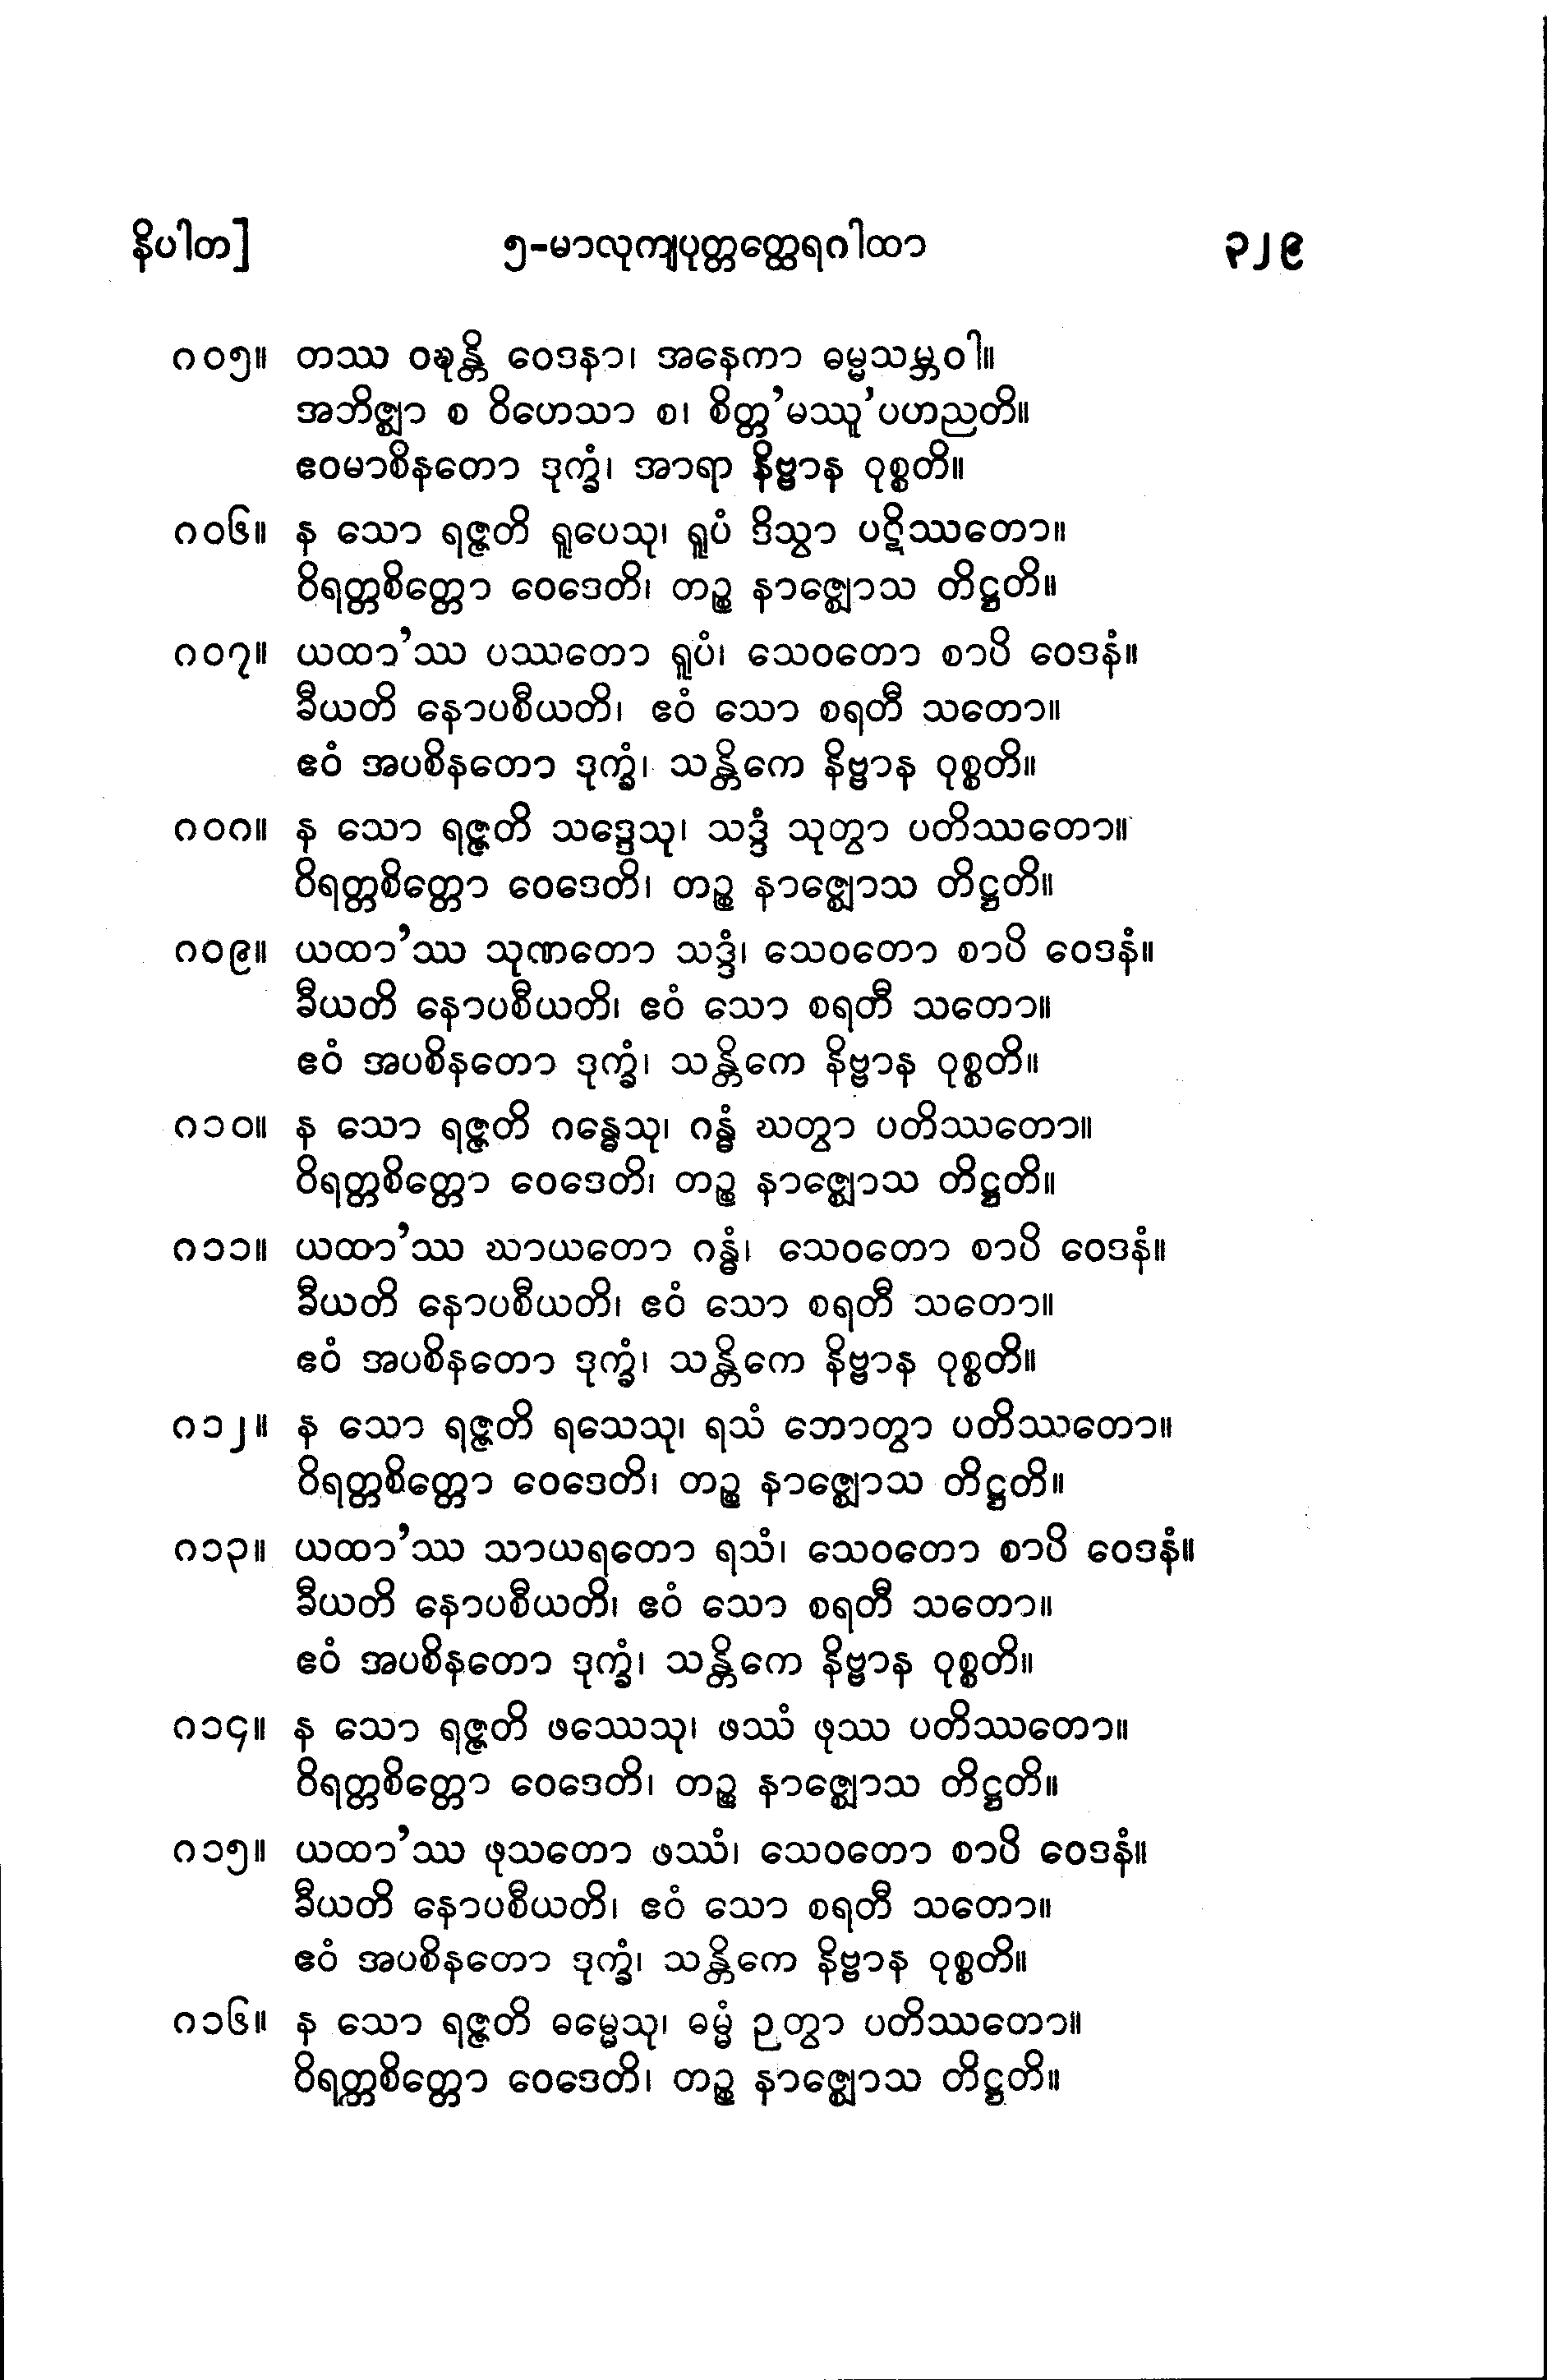 နိပါတ]	၅-မာလုကျပုတ္တတ္ထေရဂါထာ	၃၂၉
၈၀၅။ တဿ ဝဍ္ဎန္တိ ဝေဒနာ၊ အနေကာ ဓမ္မသမ္ဘဝါ။
အဘိဇ္ဈာ စ ဝိဟေသာ စ၊ စိတ္တ’မဿူ’ပဟညတိ။
ဧဝမာစိနတော ဒုက္ခံ၊ အာရာ နိဗ္ဗာန ဝုစ္စတိ။
၈၀၆။ န သော ရဇ္ဇတိ ရူပေသု၊ ရူပံ ဒိသွာ ပဋိဿတော။
ဝိရတ္တစိတ္တော ဝေဒေတိ၊ တဉ္စ နာဇ္ဈောသ တိဋ္ဌတိ။
၈၀၇။ ယထာ’ဿ ပဿတော ရူပံ၊ သေဝတော စာပိ ဝေဒနံ။
ခီယတိ နောပစီယတိ၊ ဧဝံ သော စရတီ သတော။
ဧဝံ အပစိနတော ဒုက္ခံ၊ သန္တိကေ နိဗ္ဗာန ဝုစ္စတိ။
၈၀၈။ န သော ရဇ္ဇတိ သဒ္ဒေသု၊ သဒ္ဒံ သုတွာ ပတိဿတော။
ဝိရတ္တစိတ္တော ဝေဒေတိ၊ တဉ္စ နာဇ္ဈောသ တိဋ္ဌတိ။
၈၀၉။ ယထာ’ဿ သုဏတော သဒ္ဒံ၊ သေဝတော စာပိ ဝေဒနံ။
ခီယတိ နောပစီယတိ၊ ဧဝံ သော စရတီ သတော။
ဧဝံ အပစိနတော ဒုက္ခံ၊ သန္တိကေ နိဗ္ဗာန ဝုစ္စတိ။
၈၁၀။ န သော ရဇ္ဇတိ ဂန္ဓေသု၊ ဂန္ဓံ ဃတွာ ပတိဿတော။
ဝိရတ္တစိတ္တော ဝေဒေတိ၊ တဉ္စ နာဇ္ဈောသ တိဋ္ဌတိ။
၈၁၁။ ယထာ’ဿ ဃာယတော ဂန္ဓံ၊ သေဝတော စာပိ ဝေဒနံ။
ခီယတိ နောပစီယတိ၊ ဧဝံ သော စရတီ သတော။
ဧဝံ အပစိနတော ဒုက္ခံ၊ သန္တိကေ နိဗ္ဗာန ဝုစ္စတိ။
၈၁၂။ န သော ရဇ္ဇတိ ရသေသု၊ ရသံ ဘောတွာ ပတိဿတော။
ဝိရတ္တစိတ္တော ဝေဒေတိ၊ တဉ္စ နာဇ္ဈောသ တိဋ္ဌတိ။
၈၁၃။ ယထာ’ဿ သာယရတော ရသံ၊ သေဝတော စာပိ ဝေဒနံ။
ခီယတိ နောပစီယတိ၊ ဧဝံ သော စရတီ သတော။
ဧဝံ အပစိနတော ဒုက္ခံ၊ သန္တိကေ နိဗ္ဗာန ဝုစ္စတိ။
၈၁၄။ န သော ရဇ္ဇတိ ဖဿေသု၊ ဖဿံ ဖုဿ ပတိဿတော။
ဝိရတ္တစိတ္တော ဝေဒေတိ၊ တဉ္စ နာဇ္ဈောသ တိဋ္ဌတိ။
၈၁၅။ ယထာ’ဿ ဖုသတော ဖဿံ၊ သေဝတော စာပိ ဝေဒနံ။
ခီယတိ နောပစီယတိ၊ ဧဝံ သော စရတီ သတော။
ဧဝံ အပစိနတော ဒုက္ခံ၊ သန္တိကေ နိဗ္ဗာန ဝုစ္စတိ။
၈၁၆။ န သော ရဇ္ဇတိ ဓမ္မေသု၊ ဓမ္မံ ဉတွာ ပတိဿတော။
ဝိရတ္တစိတ္တော ဝေဒေတိ၊ တဉ္စ နာဇ္ဈောသ တိဋ္ဌတိ။